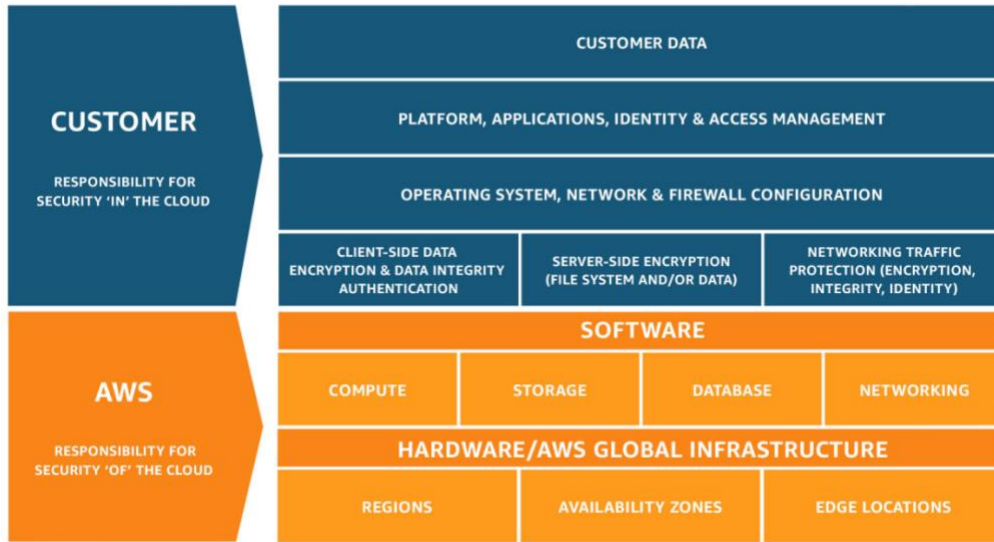 CUSTOMER
RESPONSIBILITY FOR
SECURITY ‘IN’ THE CLOUD
CUSTOMER DATA
PLATFORM, APPLICATIONS, IDENTITY & ACCESS MANAGEMENT
OPERATING SYSTEM, NETWORK & FIREWALL CONFIGURATION
CLIENT-SIDE DATA
ENCRYPTION & DATA INTEGRITY
AUTHENTICATION
SERVER-SIDE ENCRYPTION
(FILE SYSTEM AND/OR DATA)
NETWORKING TRAFFIC
PROTECTION (ENCRYPTION,
INTEGRITY, IDENTITY)
AWS
RESPONSIBILITY FOR
SECURITY ‘OF’ THE CLOUD
SOFTWARE
COMPUTE
STORAGE
DATABASE
NETWORKING
HARDWARE/AWS GLOBAL INFRASTRUCTURE
REGIONS
AVAILABILITY ZONES
EDGE LOCATIONS